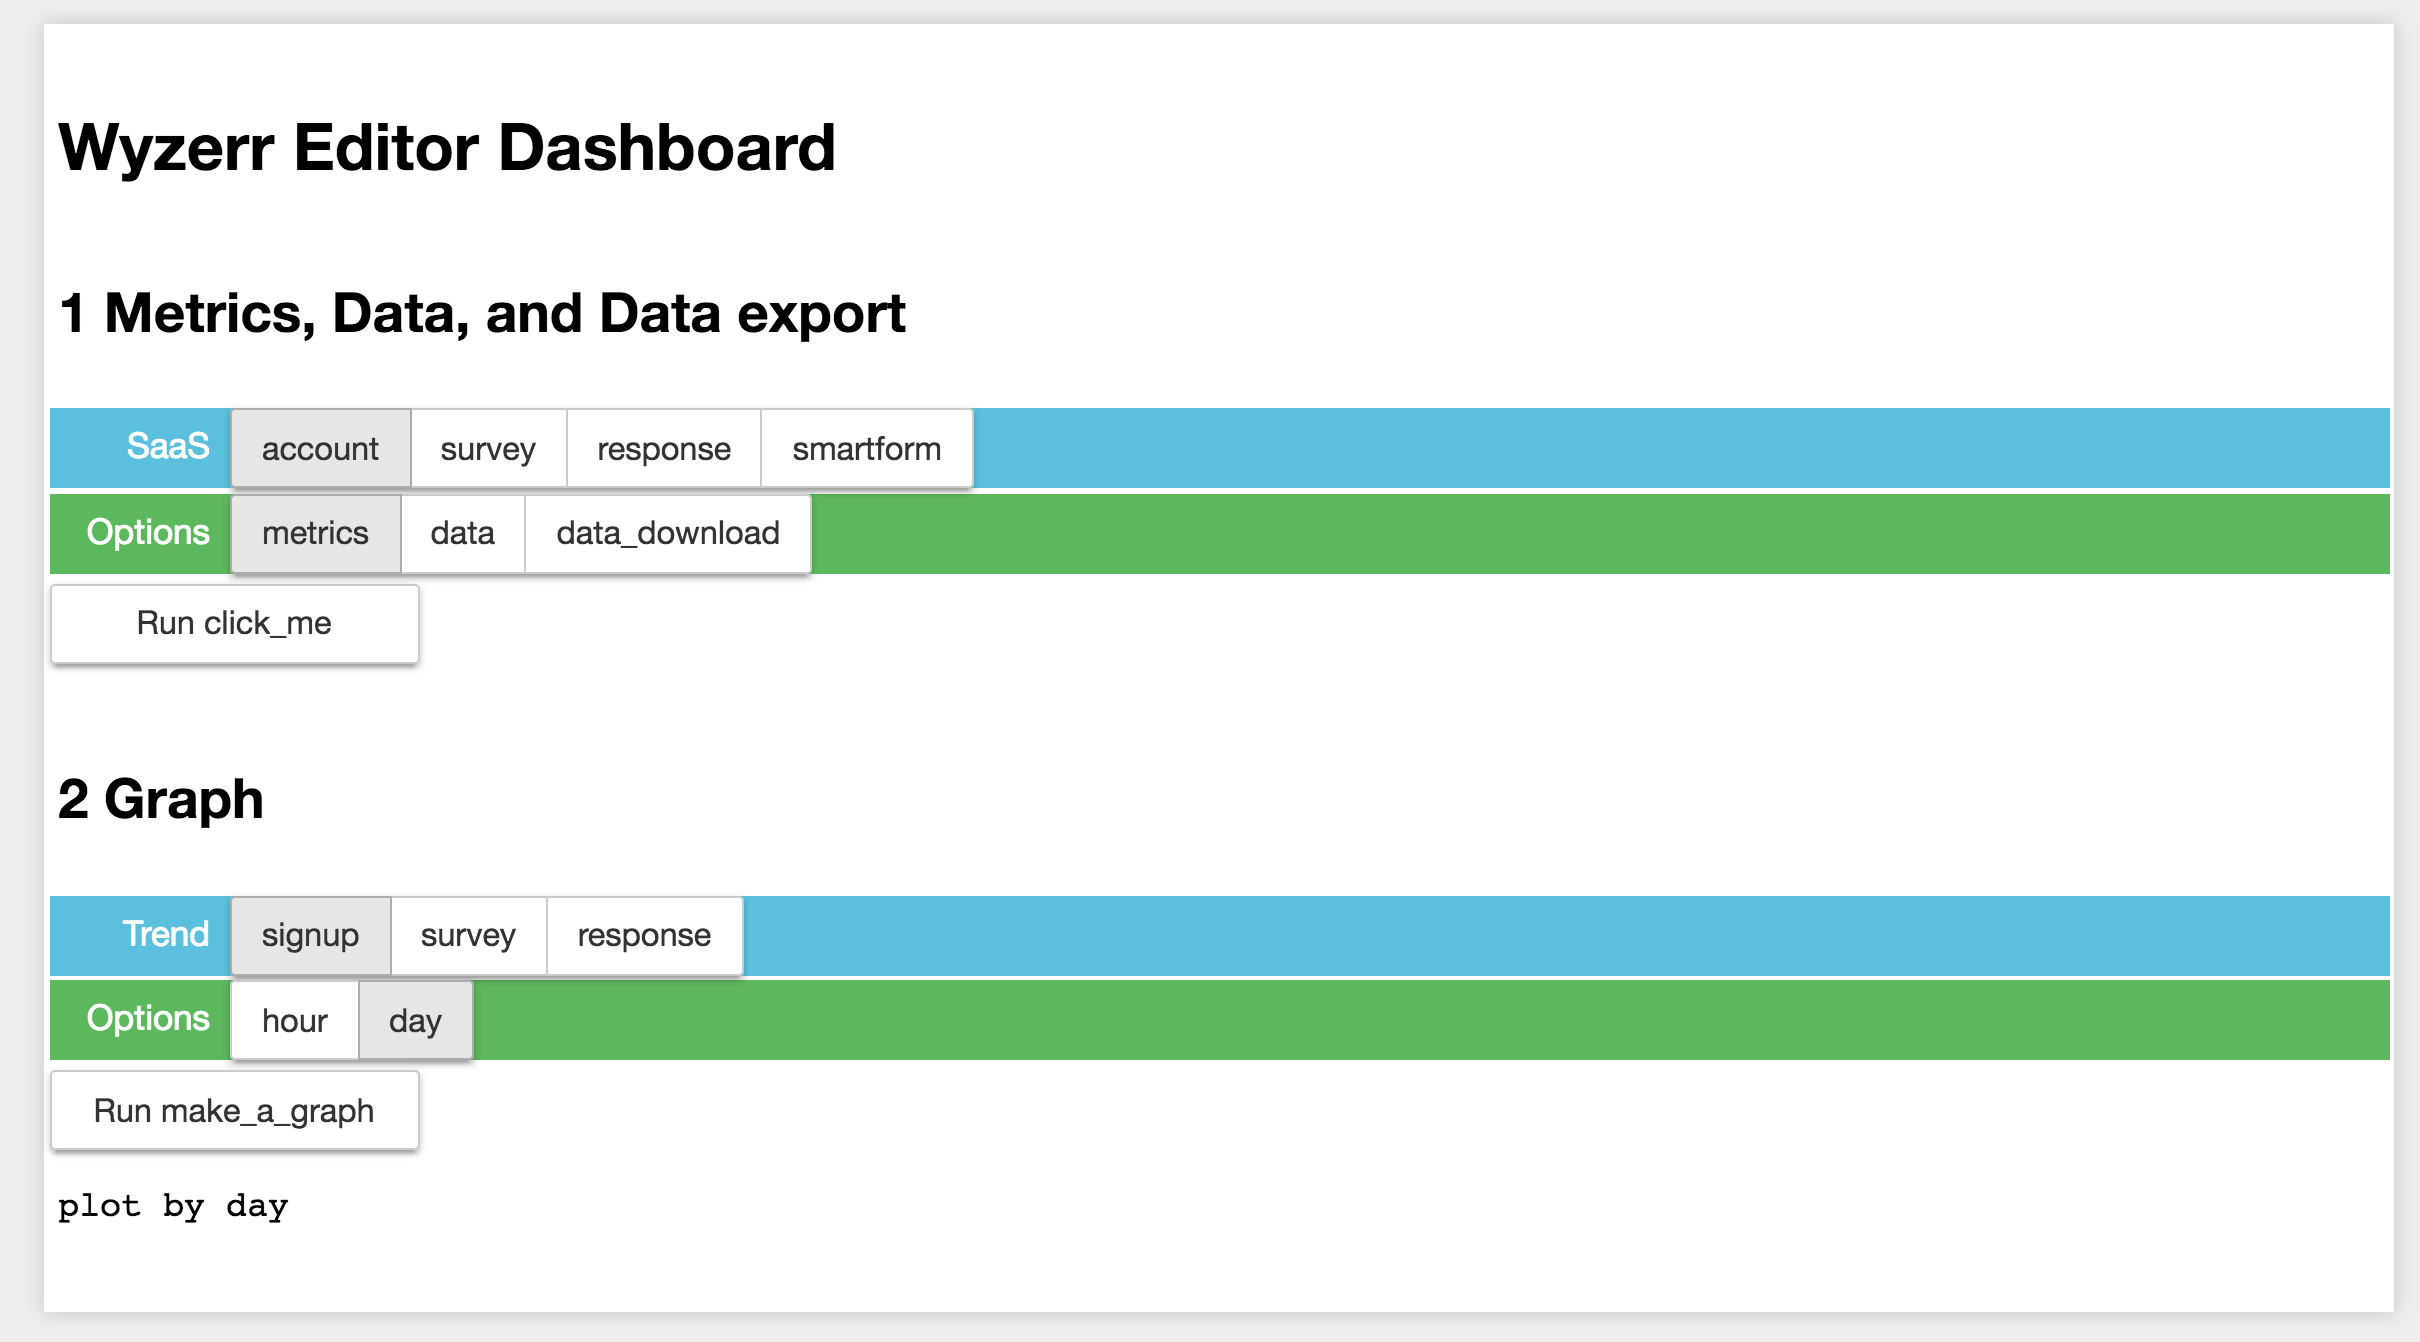 Wyzerr Editor Dashboard
1 Metrics, Data, and Data export
SaaS account survey response smartform
Options metrics data data_download
Run click_me
2 Graph
Trend signup survey response
Options hour day
Run make_a_graph
plot by day